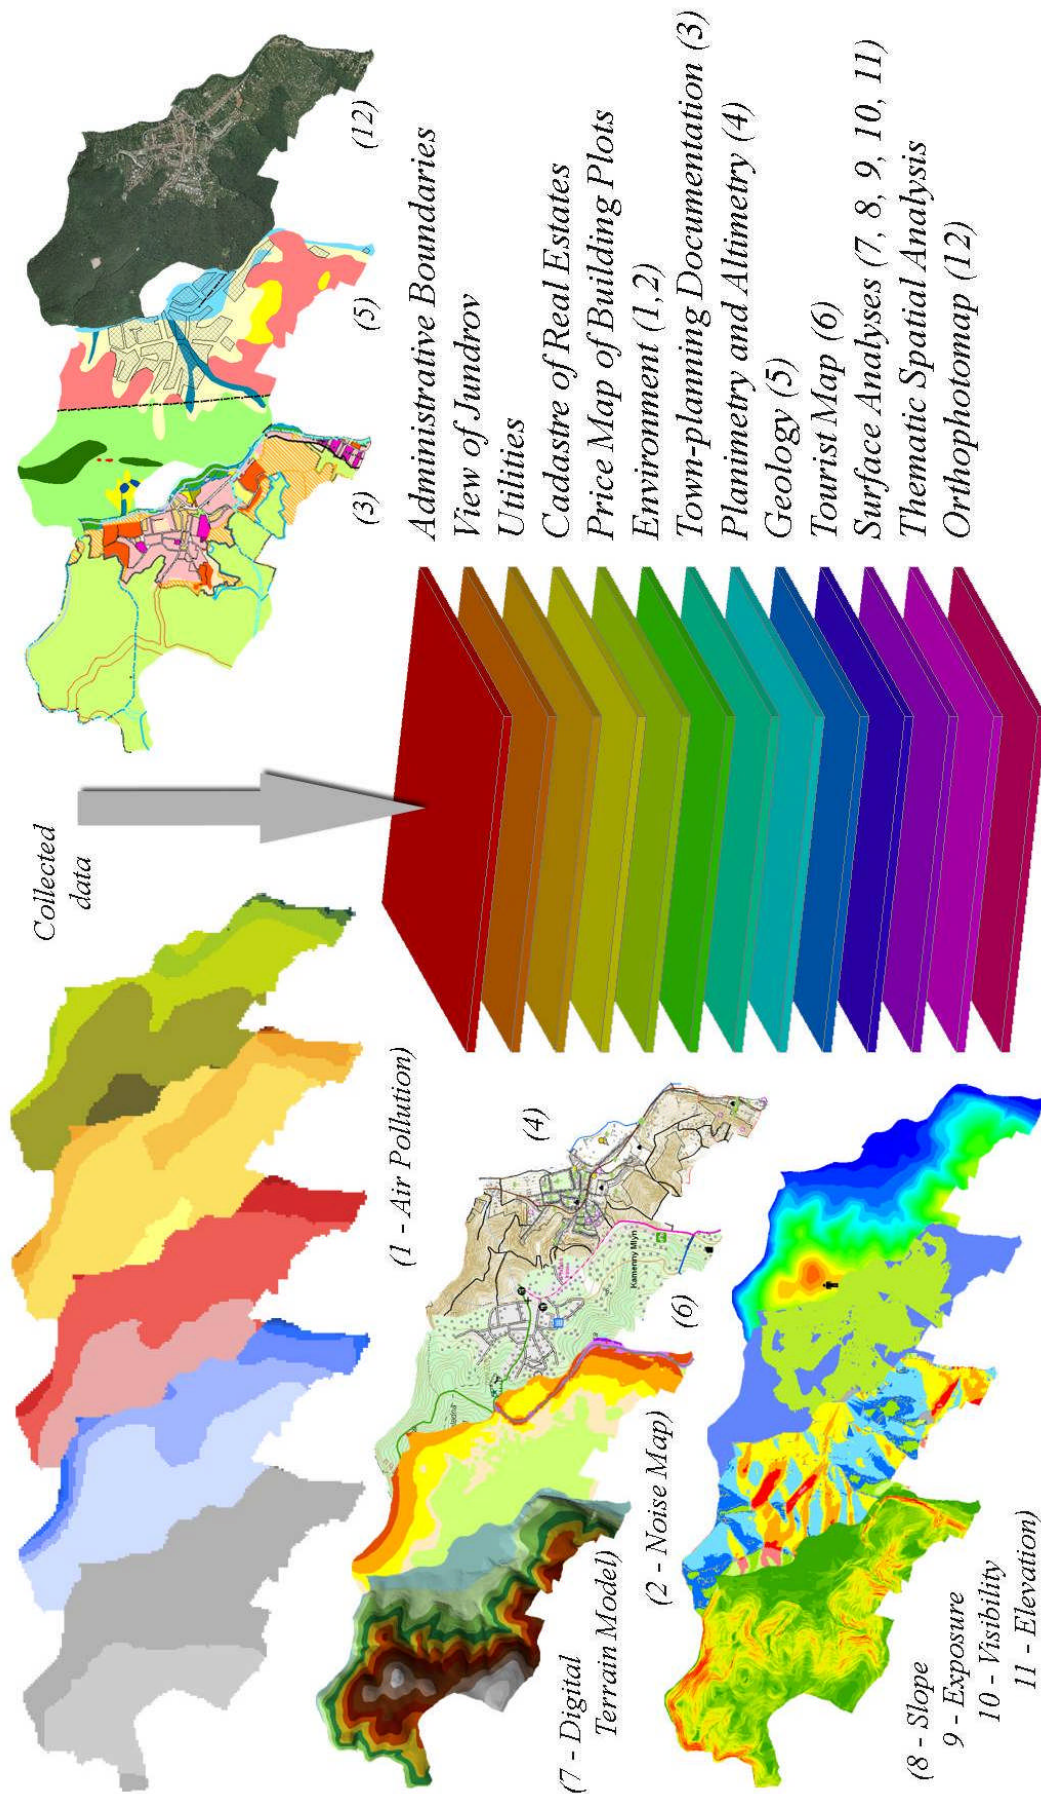 Collected
data
(1 - Air Pollution)
(3)
(5)
(12)
(4)
(6)
Kamenny Mlyn
(2 - Noise Map)
(7 - Digital
Terrain Model)
(8 - Slope
9 - Exposure
10 - Visibility
11 - Elevation)
Administrative Boundaries
View of Jundrov
Utilities
Cadastre of Real Estates
Price Map of Building Plots
Environment (1,2)
Town-planning Documentation (3)
Planimetry and Altimetry (4)
Geology (5)
Tourist Map (6)
Surface Analyses (7, 8, 9, 10, 11)
Thematic Spatial Analysis
Orthophotomap (12)